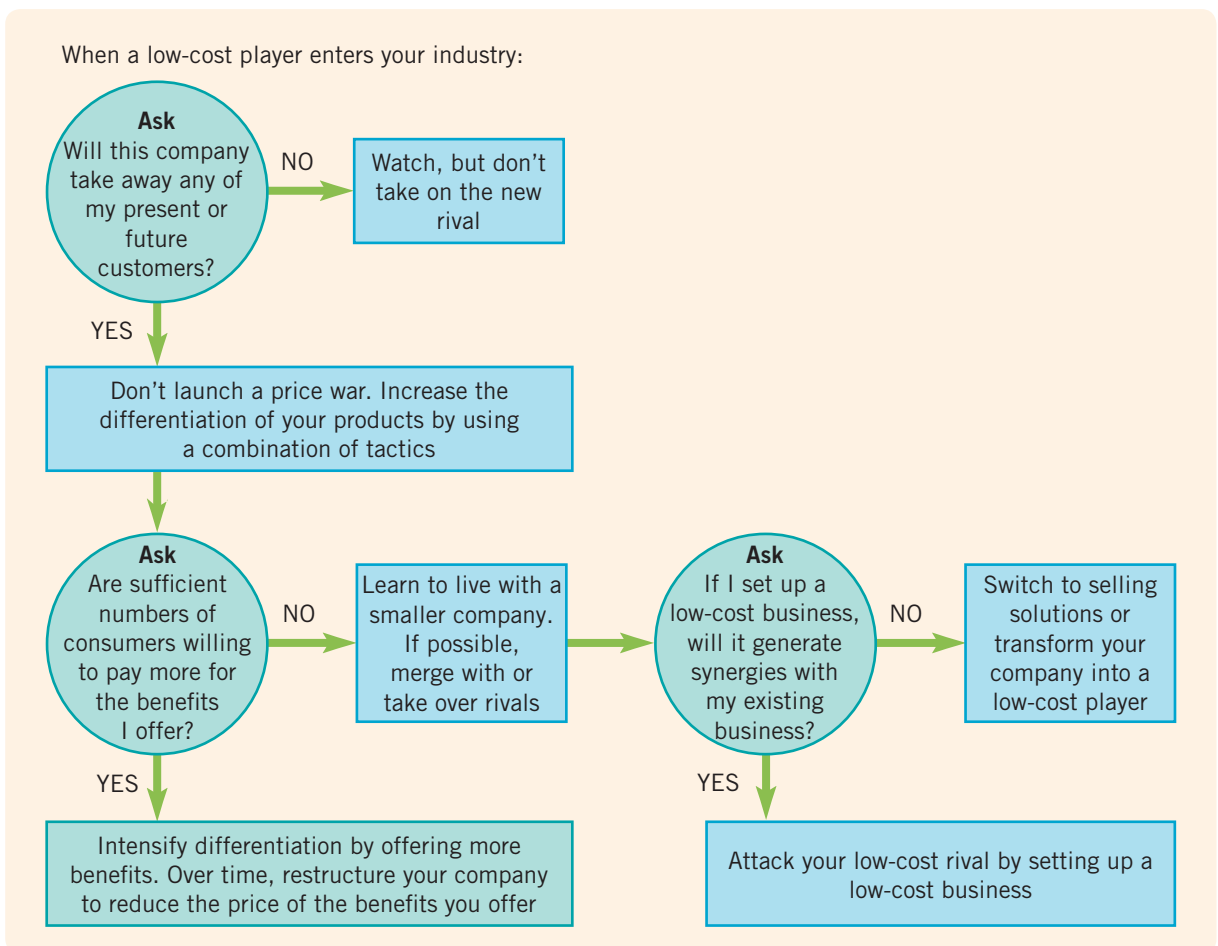 When a low-cost player enters your industry:
Ask
Will this company
take away any of
my present or
future
customers?
NO
Watch, but don’t
take on the new
rival
YES
Don’t launch a price war. Increase the
differentiation of your products by using
a combination of tactics
Ask
Are sufficient
numbers of
consumers willing
to pay more for
the benefits
I offer?
NO
Learn to live with a
smaller company.
If possible,
merge with or
take over rivals
Ask
If I set up a
low-cost business,
will it generate
synergies with
my existing
business?
NO
Switch to selling
solutions or
transform your
company into a
low-cost player
YES
Intensify differentiation by offering more
benefits. Over time, restructure your company
to reduce the price of the benefits you offer
YES
Attack your low-cost rival by setting up a
low-cost business